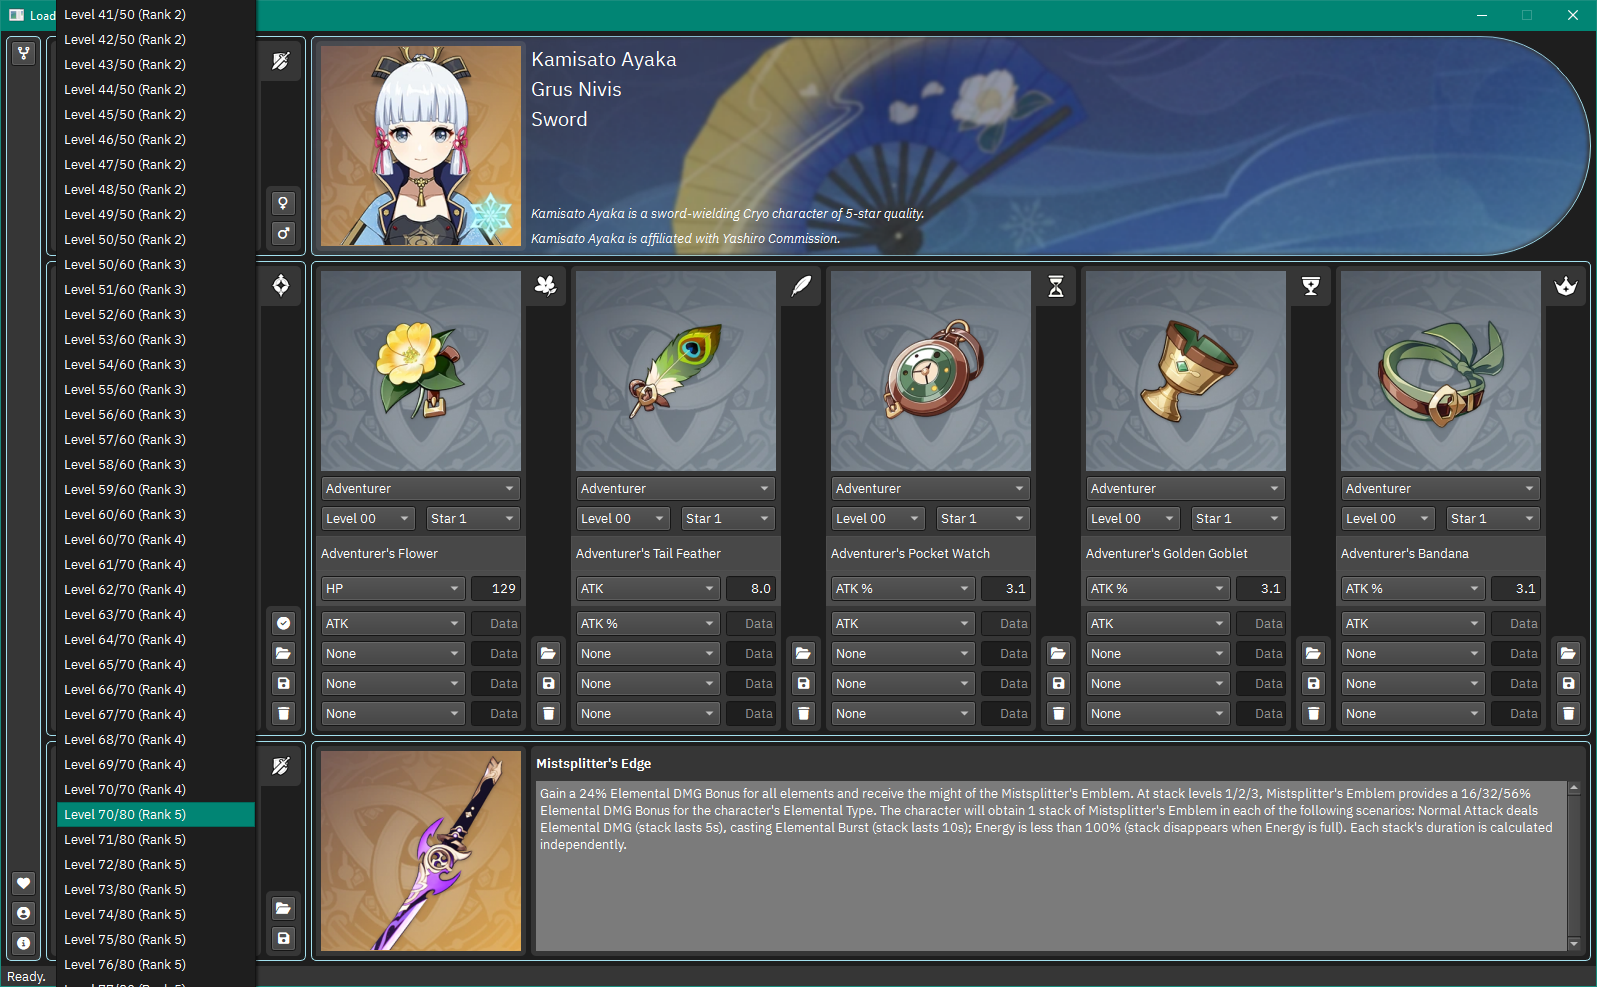 Load
Level 41/50 (Rank 2)
Level 42/50 (Rank 2)
Level 43/50 (Rank 2)
Level 44/50 (Rank 2)
Level 45/50 (Rank 2)
Level 46/50 (Rank 2)
Level 47/50 (Rank 2)
Level 48/50 (Rank 2)
Level 49/50 (Rank 2)
Level 50/50 (Rank 2)
Level 50/60 (Rank 3)
Level 51/60 (Rank 3)
Level 52/60 (Rank 3)
Level 53/60 (Rank 3)
Level 54/60 (Rank 3)
Level 55/60 (Rank 3)
Level 56/60 (Rank 3)
Level 57/60 (Rank 3)
Level 58/60 (Rank 3)
Level 59/60 (Rank 3)
Level 60/60 (Rank 3)
Level 60/70 (Rank 4)
Level 61/70 (Rank 4)
Level 62/70 (Rank 4)
Level 63/70 (Rank 4)
Level 64/70 (Rank 4)
Level 65/70 (Rank 4)
Level 66/70 (Rank 4)
Level 67/70 (Rank 4)
Level 68/70 (Rank 4)
Level 69/70 (Rank 4)
Level 70/70 (Rank 4)
Level 70/80 (Rank 5)
Level 71/80 (Rank 5)
Level 72/80 (Rank 5)
Level 73/80 (Rank 5)
Level 74/80 (Rank 5)
Level 75/80 (Rank 5)
Level 76/80 (Rank 5)
Kamisato Ayaka
Grus Nivis
Sword
Kamisato Ayaka is a sword-wielding Cryo character of 5-star quality.
Kamisato Ayaka is affiliated with Yashiro Commission.
Adventurer
Level 00 Star 1
Adventurer's Flower
HP 129
ATK Data
None Data
None Data
None Data
Adventurer
Level 00 Star 1
Adventurer's Tail Feather
ATK 8.0
ATK % Data
None Data
None Data
None Data
Adventurer
Level 00 Star 1
Adventurer's Pocket Watch
ATK % 3.1
ATK Data
None Data
None Data
None Data
Adventurer
Level 00 Star 1
Adventurer's Golden Goblet
ATK % 3.1
ATK Data
None Data
None Data
None Data
Adventurer
Level 00 Star 1
Adventurer's Bandana
ATK % 3.1
ATK Data
None Data
None Data
None Data
Mistsplitter's Edge
Gain a 24% Elemental DMG Bonus for all elements and receive the might of the Mistsplitter's Emblem. At stack levels 1/2/3, Mistsplitter's Emblem provides a 16/32/56%
Elemental DMG Bonus for the character's Elemental Type. The character will obtain 1 stack of Mistsplitter's Emblem in each of the following scenarios: Normal Attack deals
Elemental DMG (stack lasts 5s), casting Elemental Burst (stack lasts 10s); Energy is less than 100% (stack disappears when Energy is full). Each stack's duration is calculated
independently.
Ready.